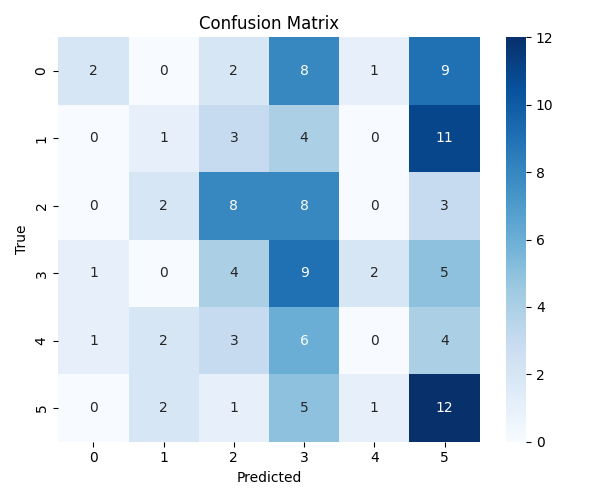 Confusion Matrix
0 2 0 2 8 1 9
1 0 1 3 4 0 11
2 0 2 8 8 0 3
3 1 0 4 9 2 5
4 1 2 3 6 0 4
5 0 2 1 5 1 12
0 1 2 3 4 5
Predicted
True
12
10
8
6
4
2
0